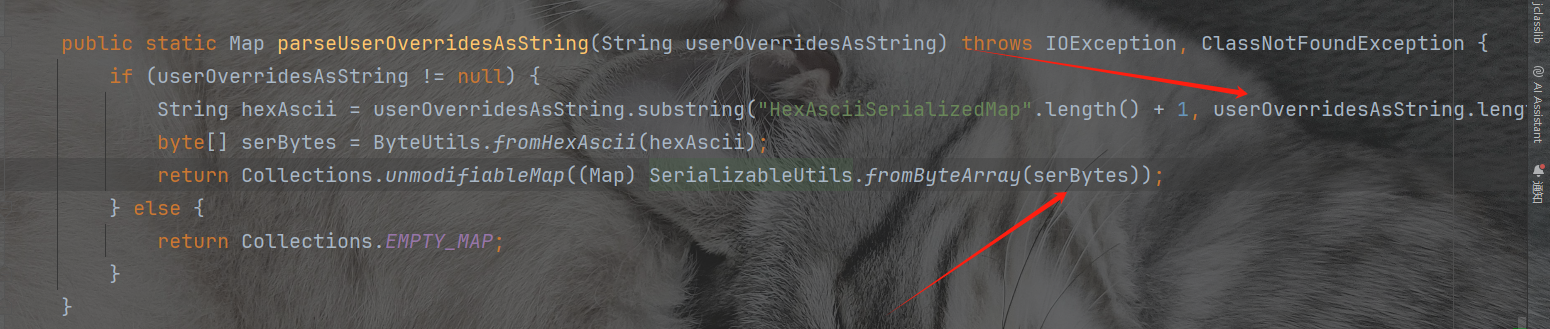 public static Map parseUserOverridesAsString(String userOverridesAsString) throws IOException, ClassNotFoundException {
if (userOverridesAsString != null) {
String hexAscii = userOverridesAsString.substring("HexAsciiSerializedMap".length() + 1, userOverridesAsString.leng
byte[] serBytes = ByteUtils.fromHexAscii(hexAscii);
return Collections.unmodifiableMap((Map) SerializableUtils.fromByteArray(serBytes));
} else {
return Collections.EMPTY_MAP;
}
}
jclasslib
@ AI Assistant
通知